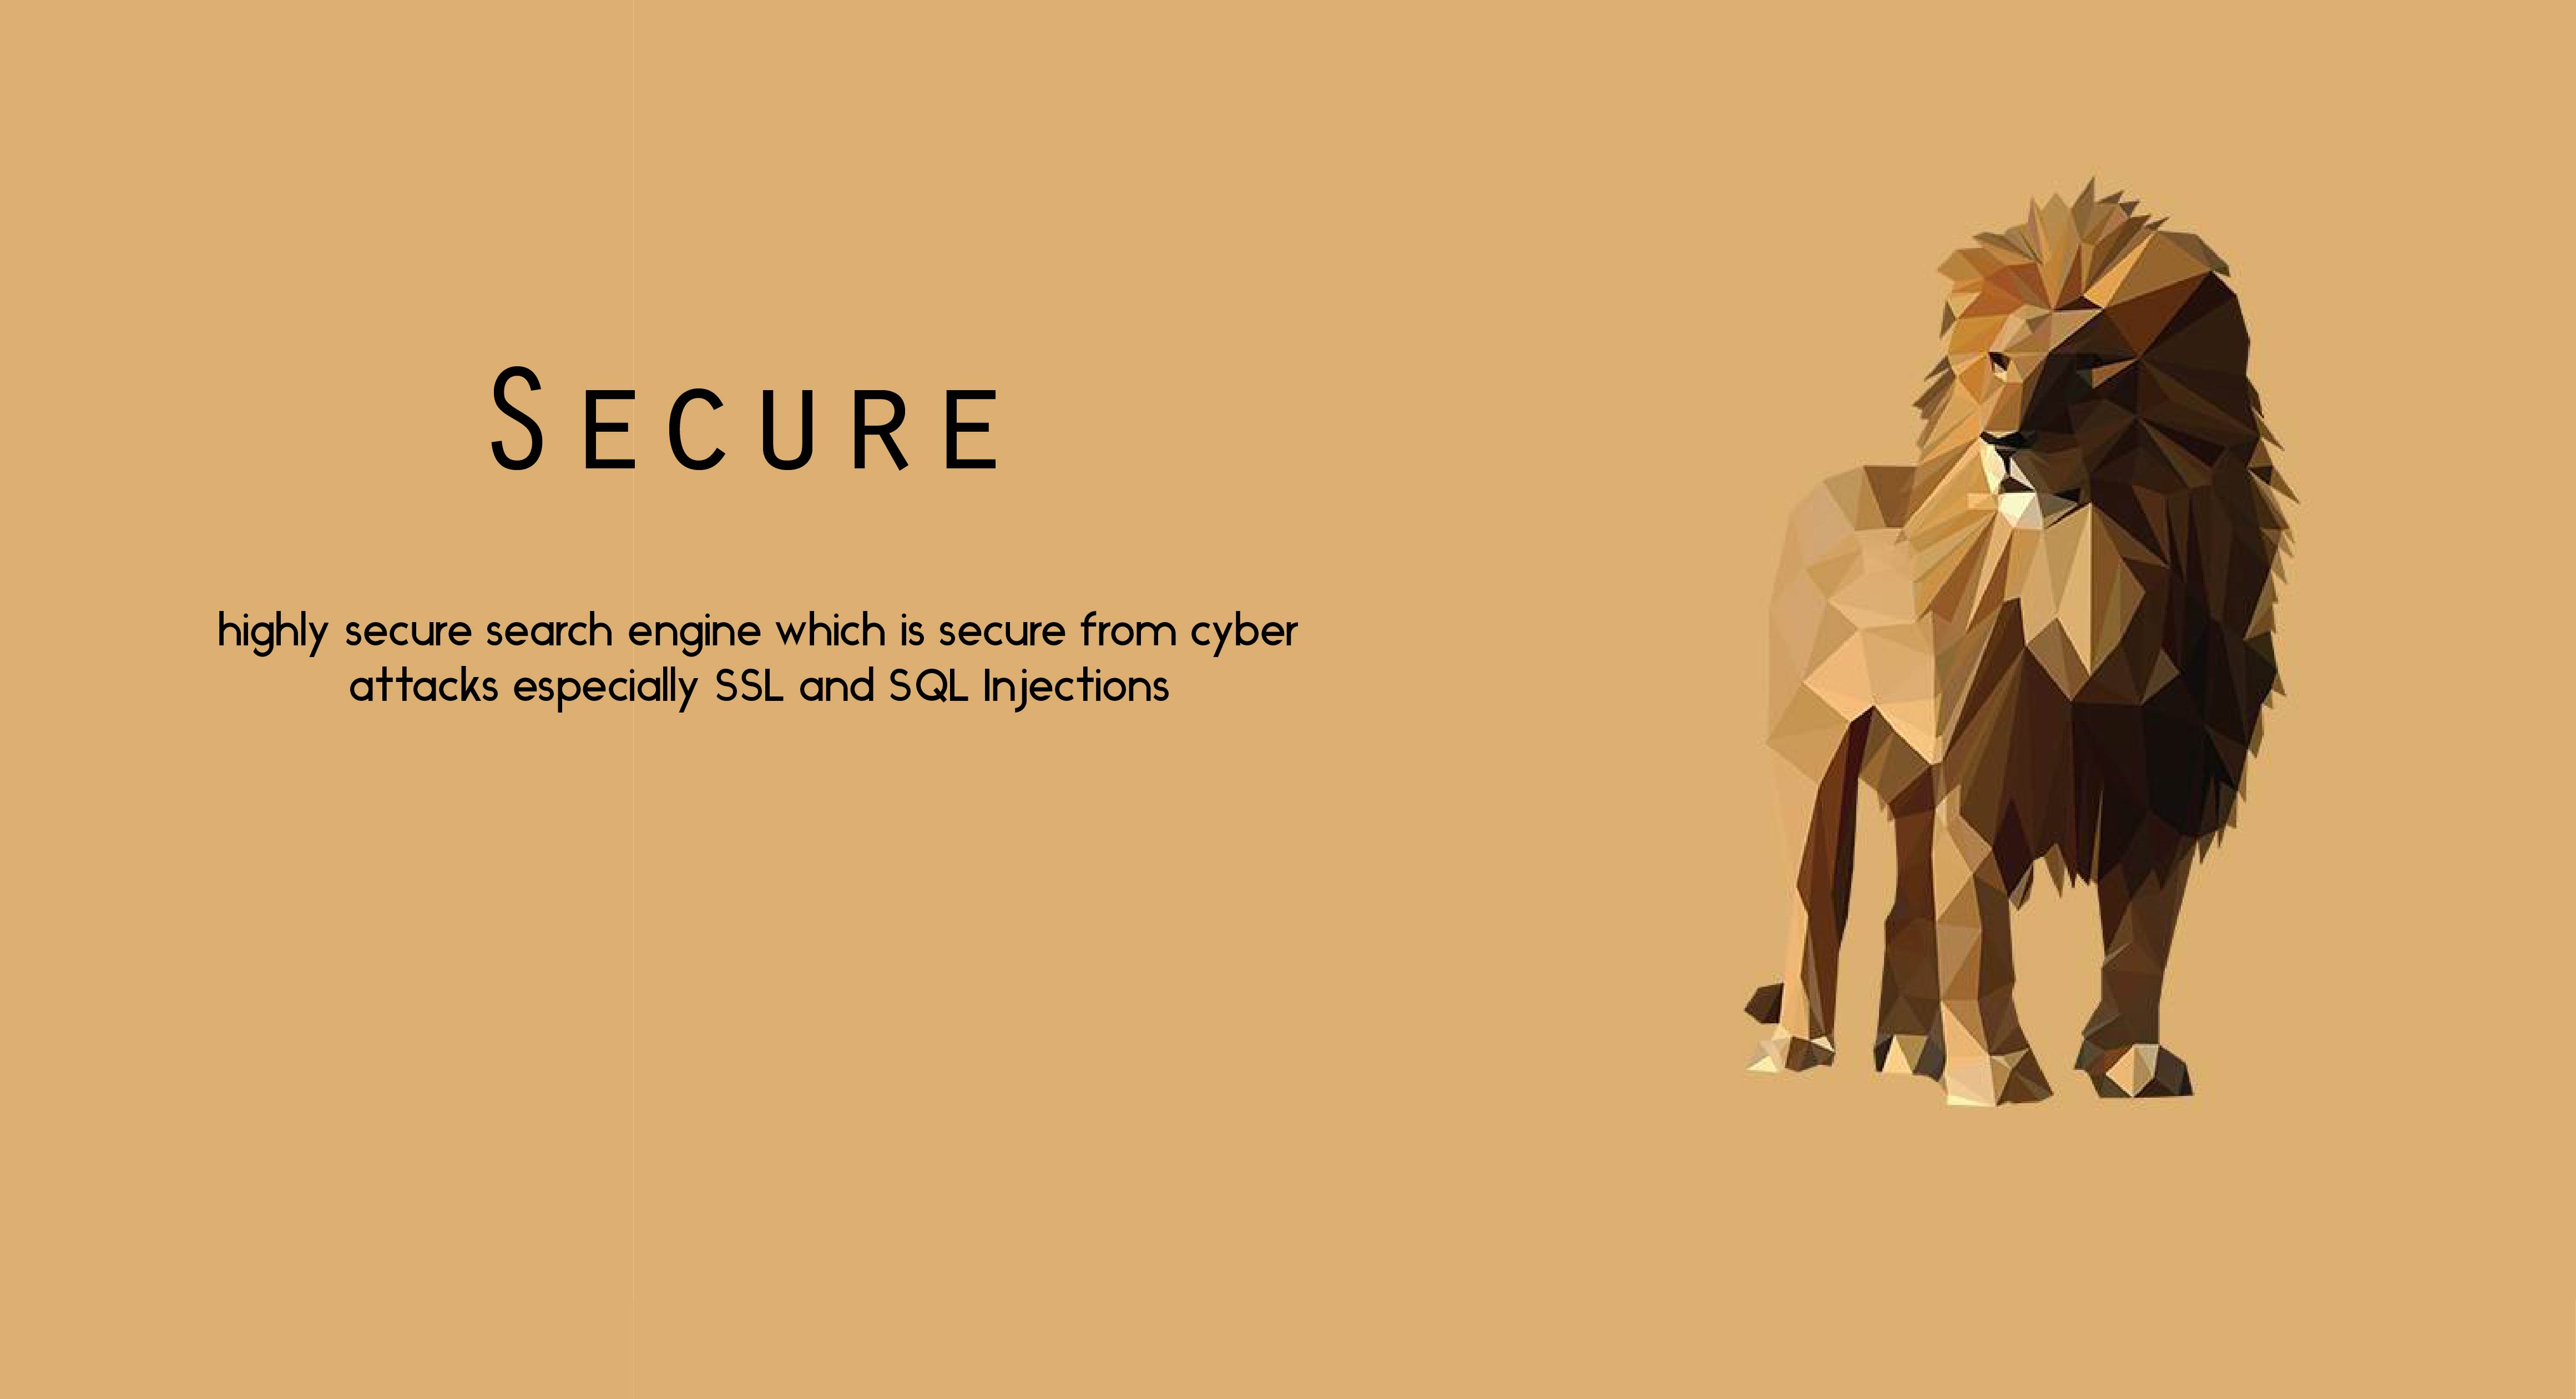 SECURE
highly secure search engine which is secure from cyber
attacks especially SSL and SQL Injections